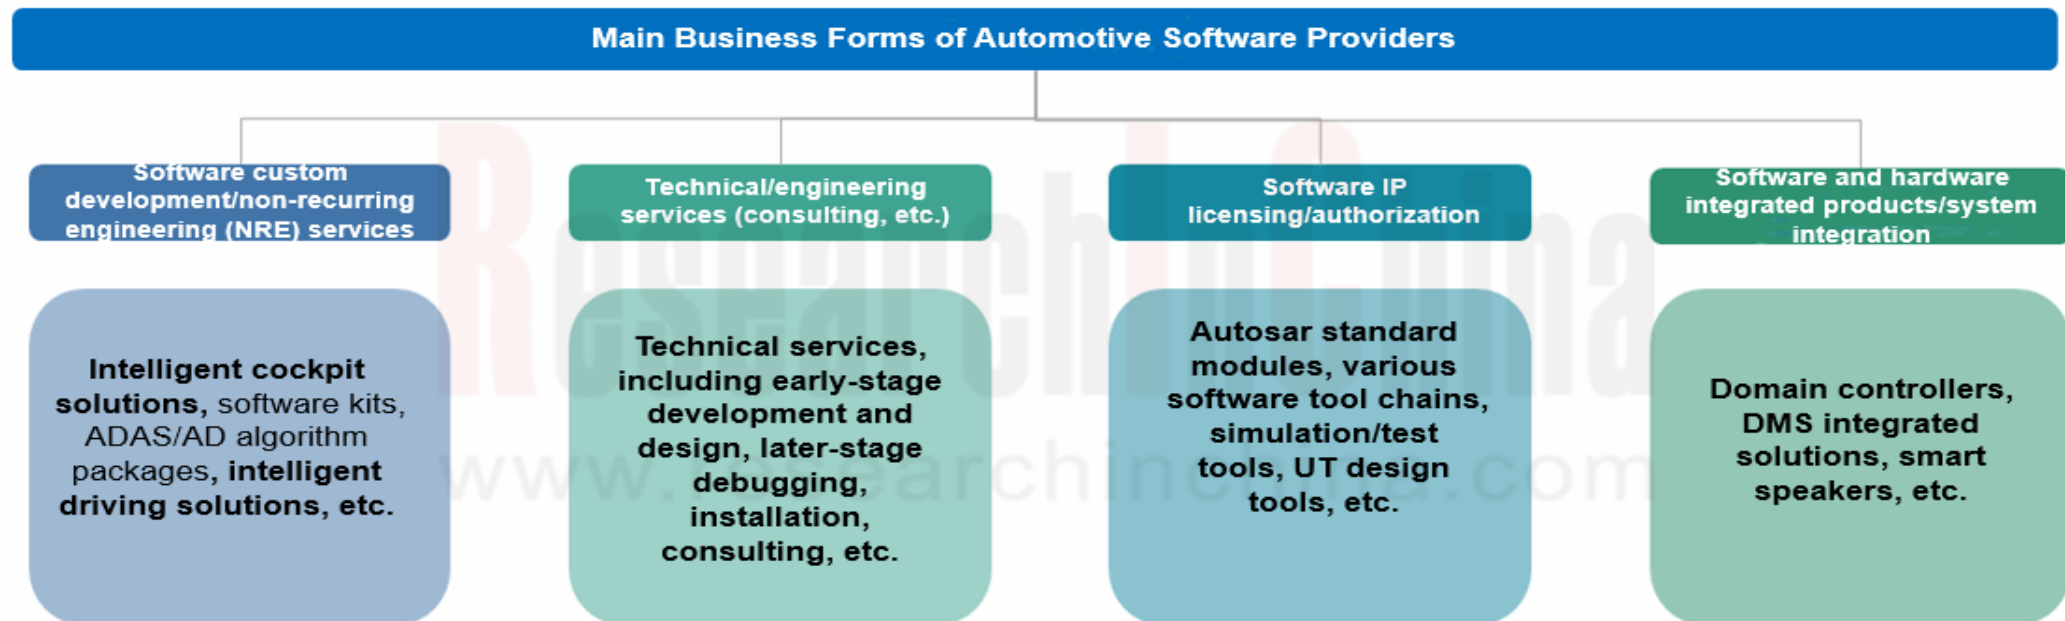 Main Business Forms of Automotive Software Providers
Software custom
development/non-recurring
engineering (NRE) services
Technical/engineering
services (consulting, etc.)
Software IP
licensing/authorization
Software and hardware
integrated products/system
integration
Intelligent cockpit
solutions, software kits,
ADAS/AD algorithm
packages, intelligent
driving solutions, etc.
Technical services,
including early-stage
development and
design, later-stage
debugging,
installation,
consulting, etc.
Autosar standard
modules, various
software tool chains,
simulation/test
tools, UT design
tools, etc.
Domain controllers,
DMS integrated
solutions, smart
speakers, etc.
ResearchInChina
www.researchinchina.com